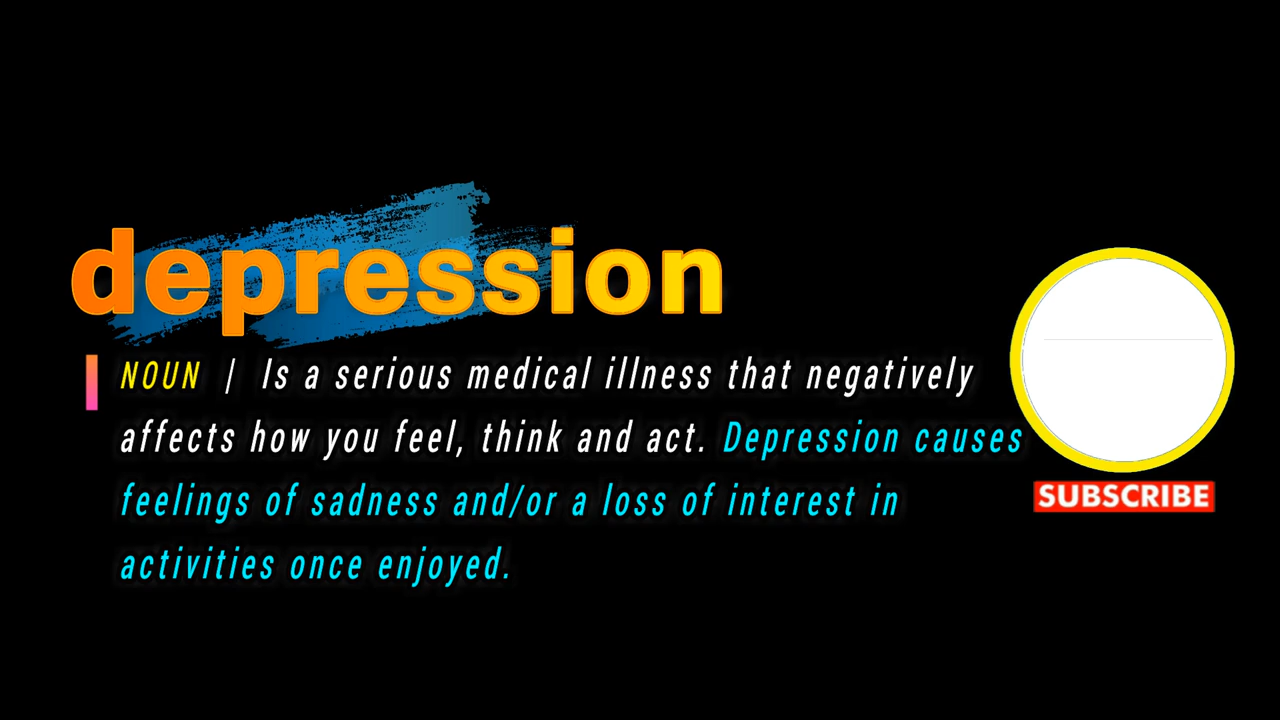 depression
NOUN | Is a serious medical illness that negatively
affects how you feel, think and act. Depression causes
feelings of sadness and/or a loss of interest in
activities once enjoyed.
SUBSCRIBE